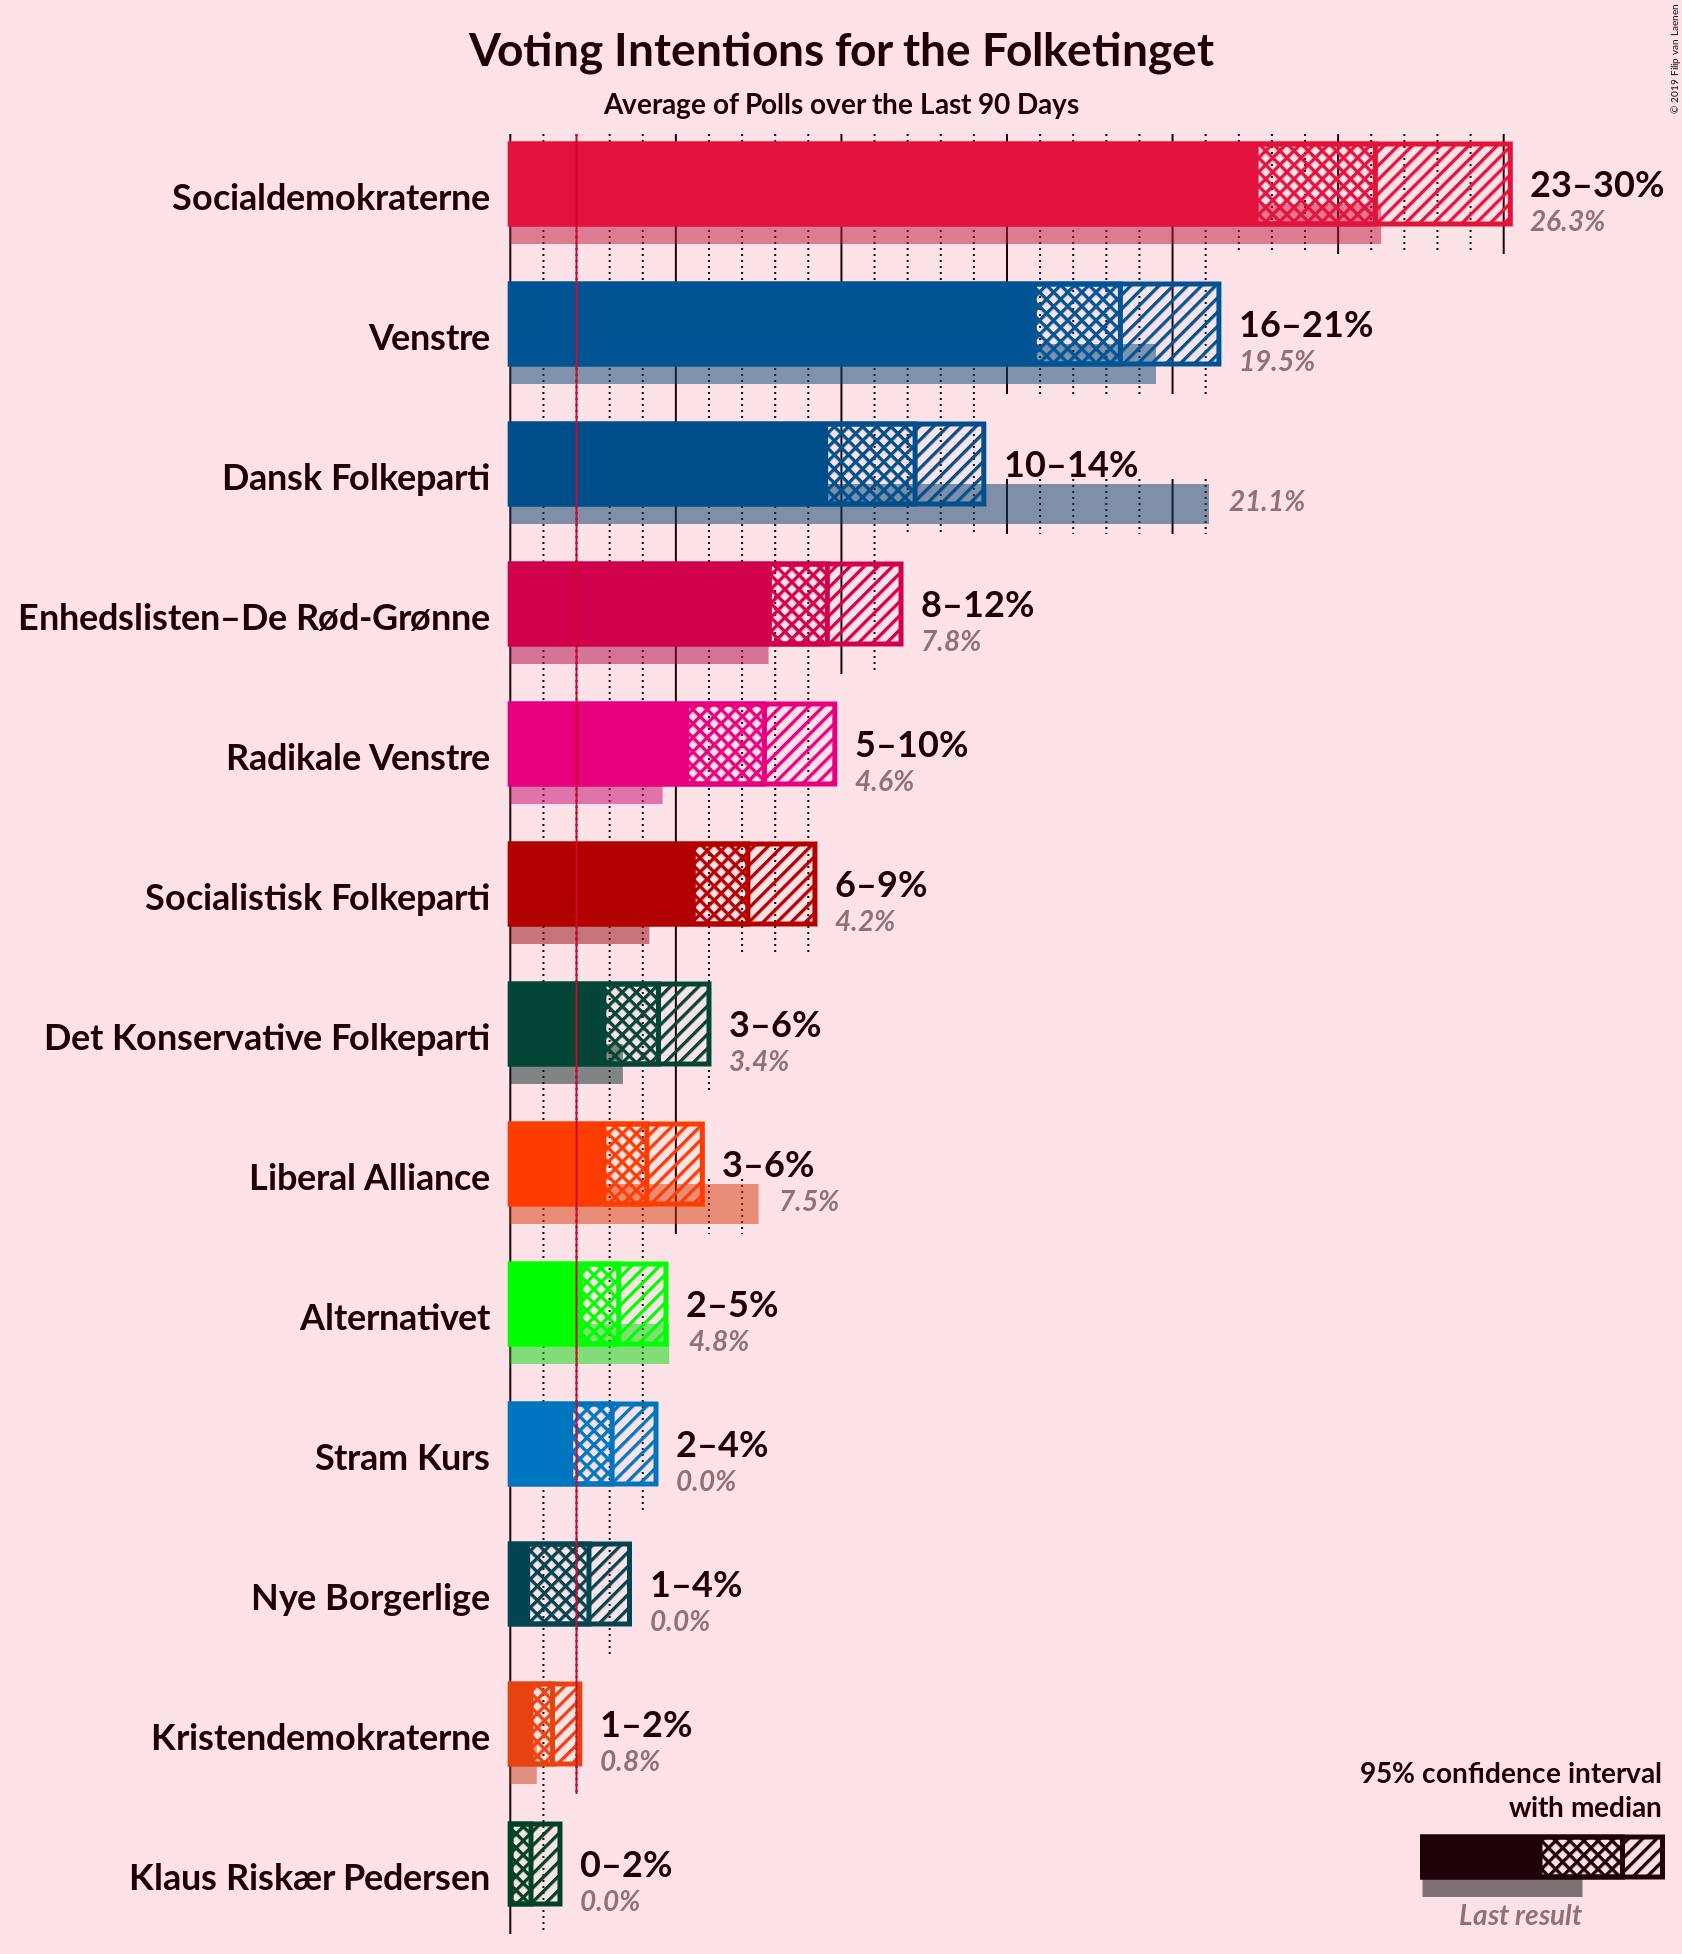 © 2019 Filip van Laenen
Voting Intentions for the Folketinget
Average of Polls over the Last 90 Days
Socialdemokraterne
23–30%
26.3%
Venstre
16–21%
19.5%
Dansk Folkeparti
10–14%
21.1%
Enhedslisten–De Rød-Grønne
8–12%
7.8%
Radikale Venstre
5–10%
4.6%
Socialistisk Folkeparti
6–9%
4.2%
Det Konservative Folkeparti
3–6%
3.4%
Liberal Alliance
3–6%
7.5%
Alternativet
2–5%
4.8%
Stram Kurs
2–4%
0.0%
Nye Borgerlige
1–4%
0.0%
Kristendemokraterne
1–2%
0.8%
Klaus Riskær Pedersen
0–2%
0.0%
95% confidence interval
with median
Last result